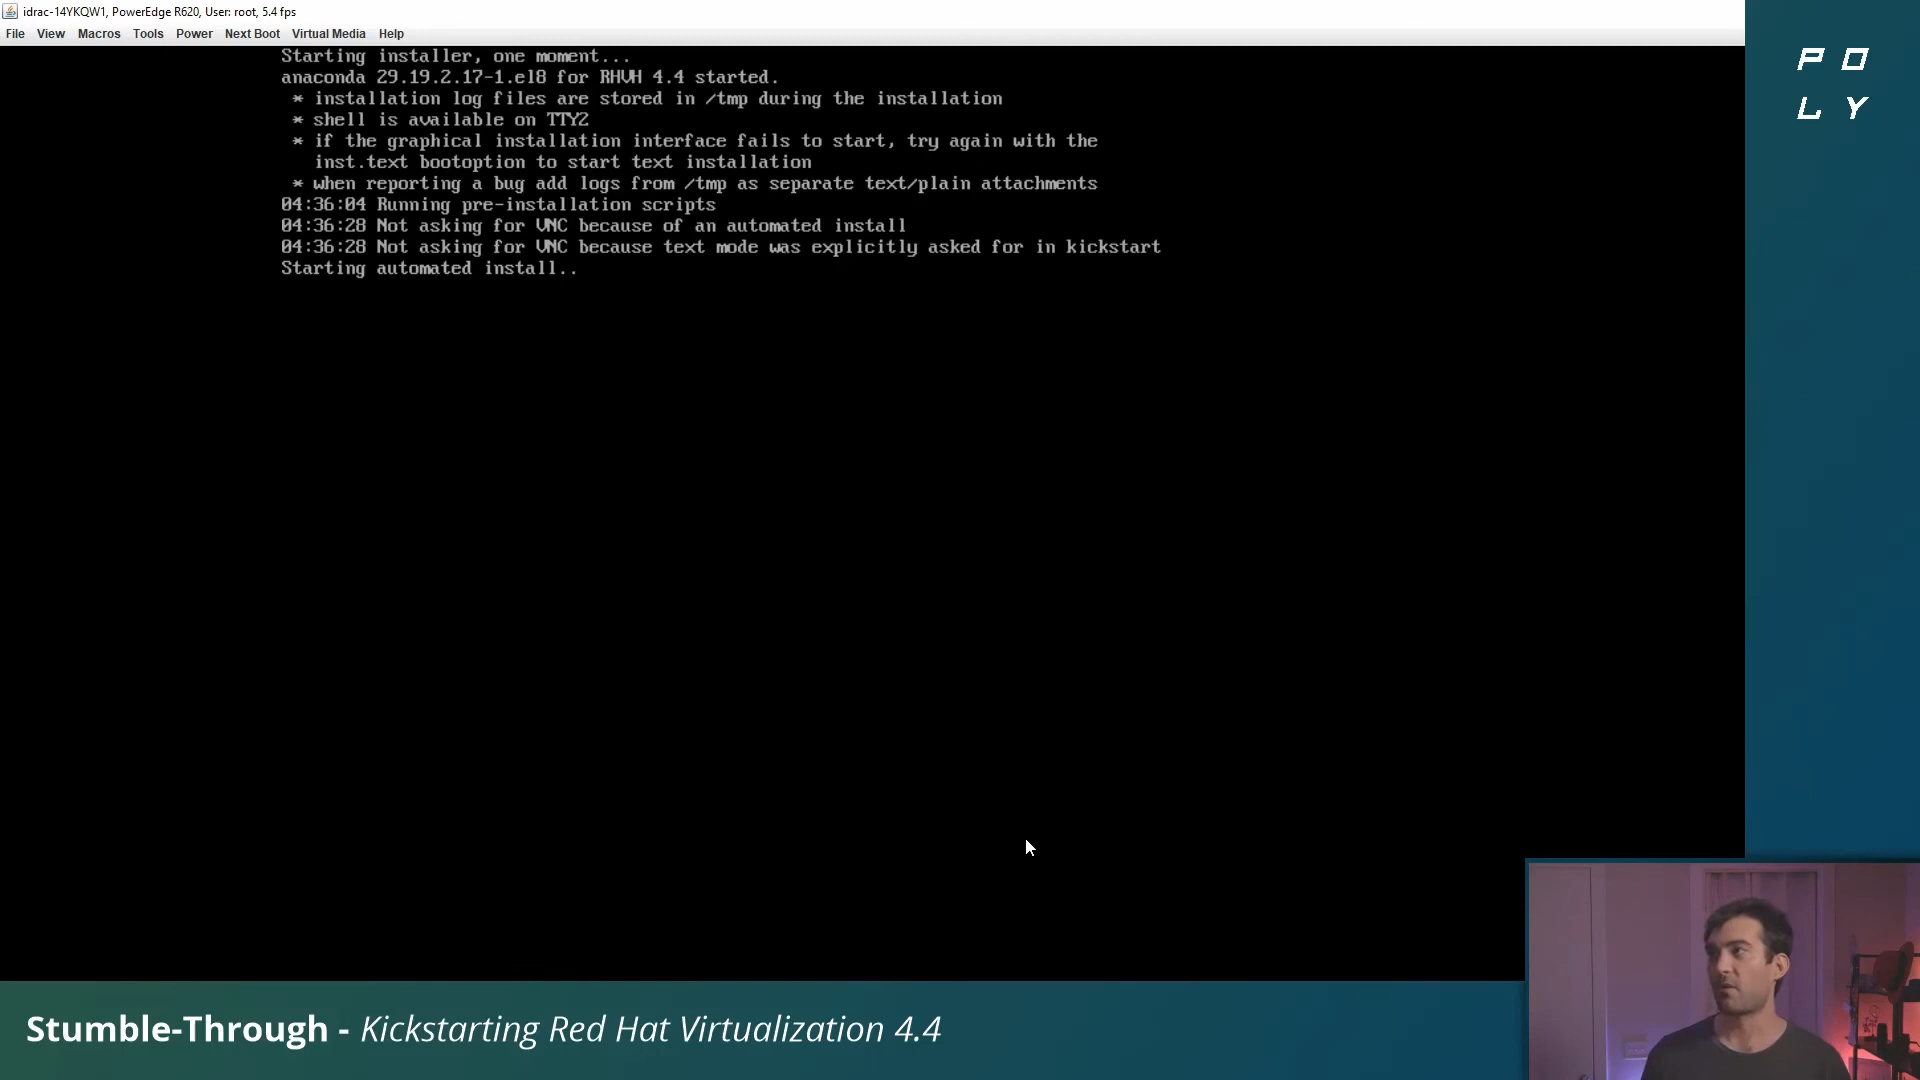 idrac-14YKQW1, PowerEdge R620, User: root, 5.4 fps
File View Macros Tools Power Next Boot Virtual Media Help
Starting installer, one moment...
anaconda 29.19.2.17-1.el8 for RHVH 4.4 started.
* installation log files are stored in /tmp during the installation
* shell is available on TTY2
* if the graphical installation interface fails to start, try again with the
inst.text bootoption to start text installation
* when reporting a bug add logs from /tmp as separate text/plain attachments
04:36:04 Running pre-installation scripts
04:36:28 Not asking for VNC because of an automated install
04:36:28 Not asking for VNC because text mode was explicitly asked for in kickstart
Starting automated install..
PO
LY
Stumble-Through - Kickstarting Red Hat Virtualization 4.4